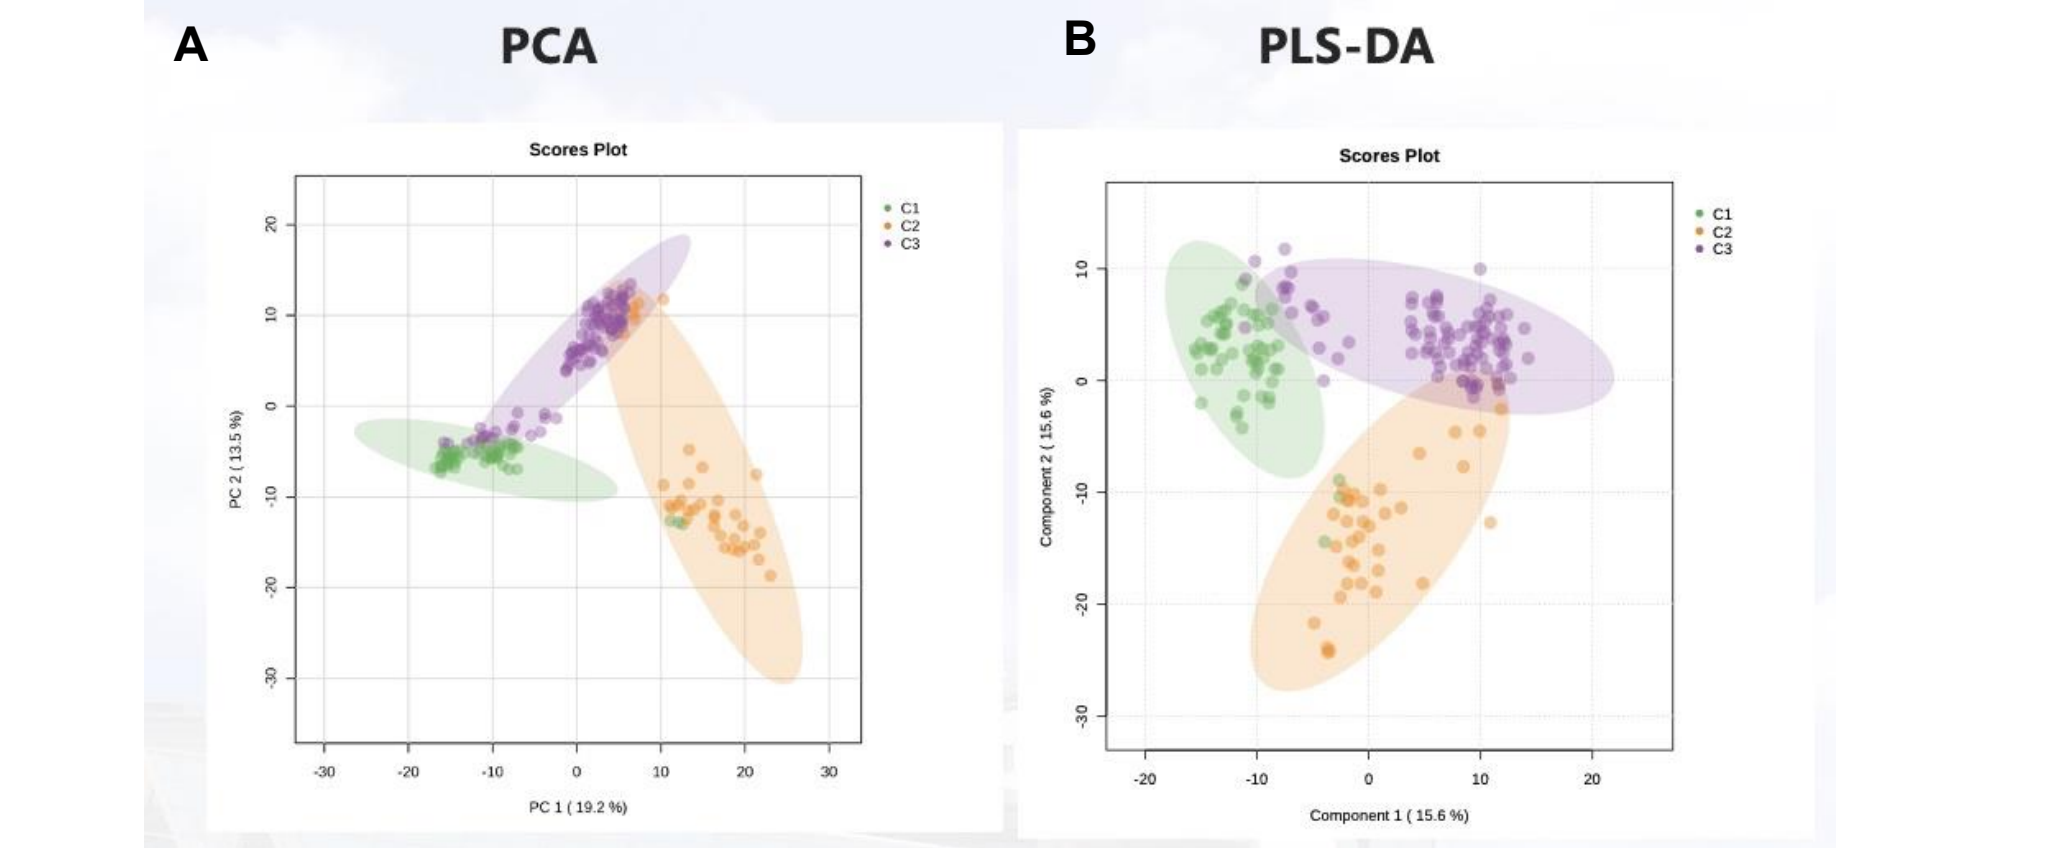 A
PCA
B
PLS-DA
Scores Plot
C1
C2
C3
20
10
0
-10
-20
-30
PC 2 ( 13.5 %)
-30
-20
-10
0
10
20
30
PC 1 ( 19.2 %)
Scores Plot
C1
C2
C3
10
0
-10
-20
-30
Component 2 ( 15.6 %)
-20
-10
0
10
20
Component 1 ( 15.6 %)